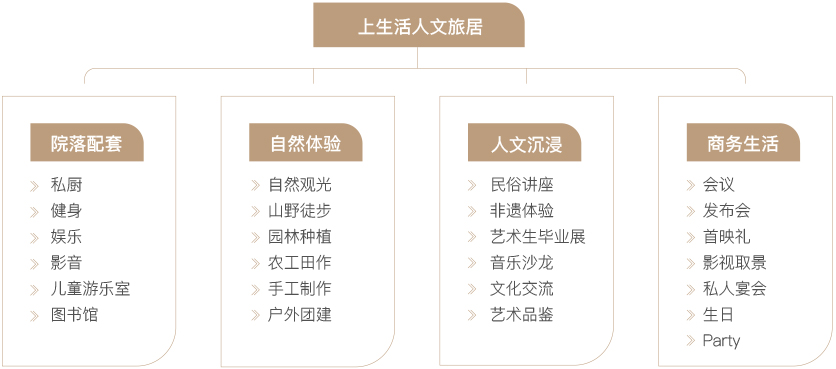 上生活人文旅居
院落配套
私厨
健身
娱乐
影音
儿童游乐室
图书馆
自然体验
自然观光
山野徒步
园林种植
农工田作
手工制作
户外团建
人文沉浸
民俗讲座
非遗体验
艺术生毕业展
音乐沙龙
文化交流
艺术品鉴
商务生活
会议
发布会
首映礼
影视取景
私人宴会
生日
Party